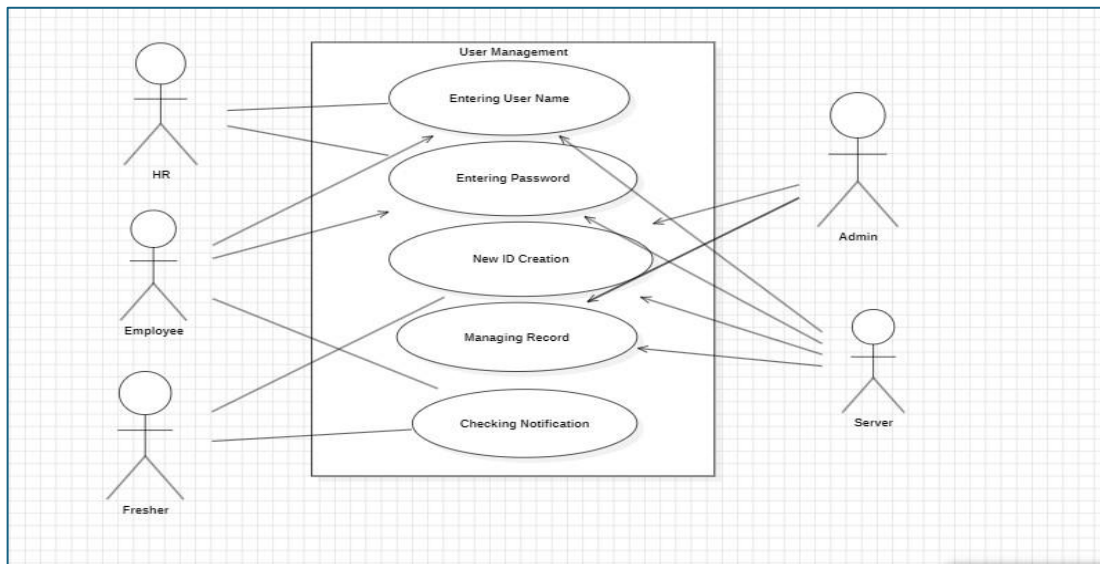 User Management
Entering User Name
Entering Password
New ID Creation
Managing Record
Checking Notification
HR
Employee
Fresher
Admin
Server